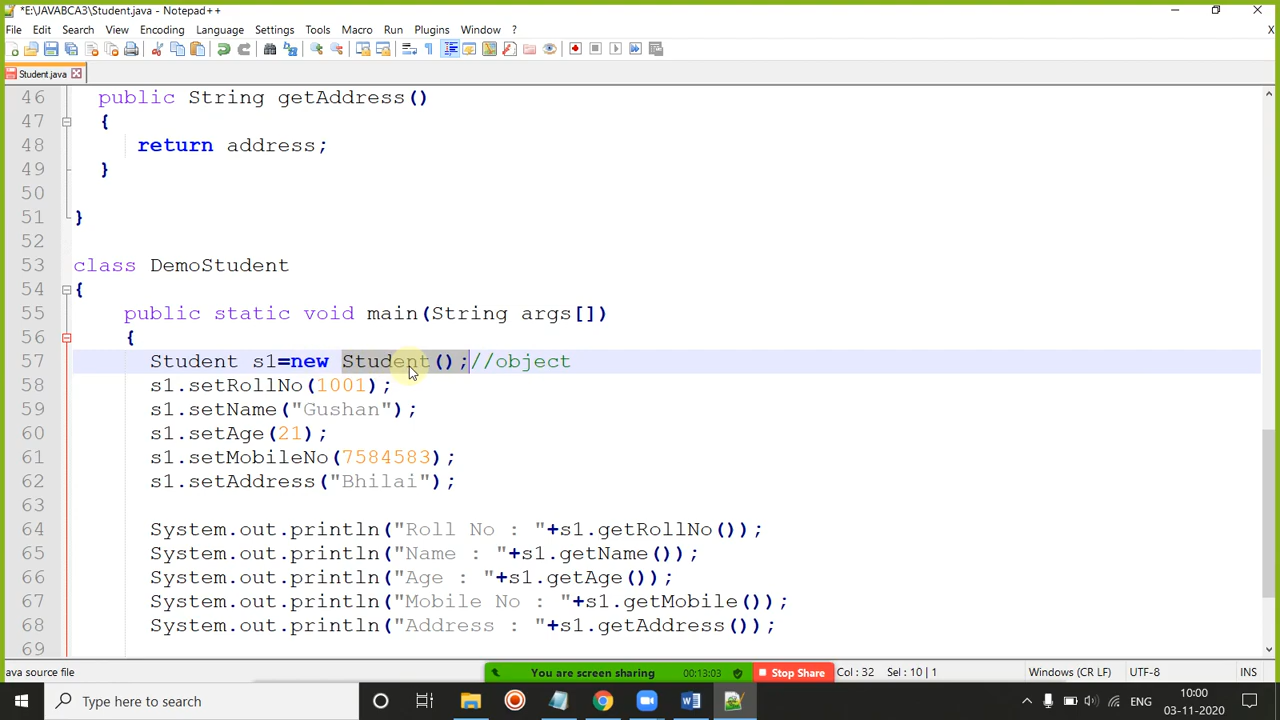 *E:\JAVABCA3\Student.java - Notepad++
File Edit Search View Encoding Language Settings Tools Macro Run Plugins Window ? X
Student.java
46 public String getAddress()
47 {
48 return address;
49 }
50
51 }
52
53 class DemoStudent
54 {
55 public static void main(String args[])
56 {
57 Student s1=new Student();//object
58 s1.setRollNo(1001);
59 s1.setName("Gushan");
60 s1.setAge(21);
61 s1.setMobileNo(7584583);
62 s1.setAddress("Bhilai");
63
64 System.out.println("Roll No : "+s1.getRollNo());
65 System.out.println("Name : "+s1.getName());
66 System.out.println("Age : "+s1.getAge());
67 System.out.println("Mobile No : "+s1.getMobile());
68 System.out.println("Address : "+s1.getAddress());
69
ava source file You are screen sharing 00:13:03 Stop Share Col : 32 Sel : 10 | 1 Windows (CR LF) UTF-8 INS
Type here to search ENG 10:00
03-11-2020